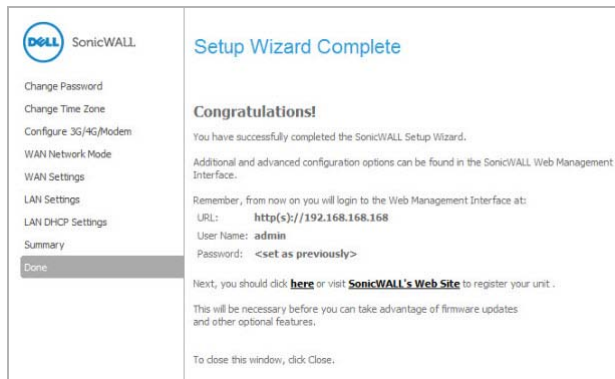 DELL SonicWALL
Setup Wizard Complete
Change Password
Change Time Zone
Configure 3G/4G/Modem
WAN Network Mode
WAN Settings
LAN Settings
LAN DHCP Settings
Summary
Done
Congratulations!
You have successfully completed the SonicWALL Setup Wizard.
Additional and advanced configuration options can be found in the SonicWALL Web Management
Interface.
Remember, from now on you will login to the Web Management Interface at:
URL: http(s)://192.168.168.168
User Name: admin
Password: <set as previously>
Next, you should click here or visit SonicWALL's Web Site to register your unit .
This will be necessary before you can take advantage of firmware updates
and other optional features.
To close this window, click Close.